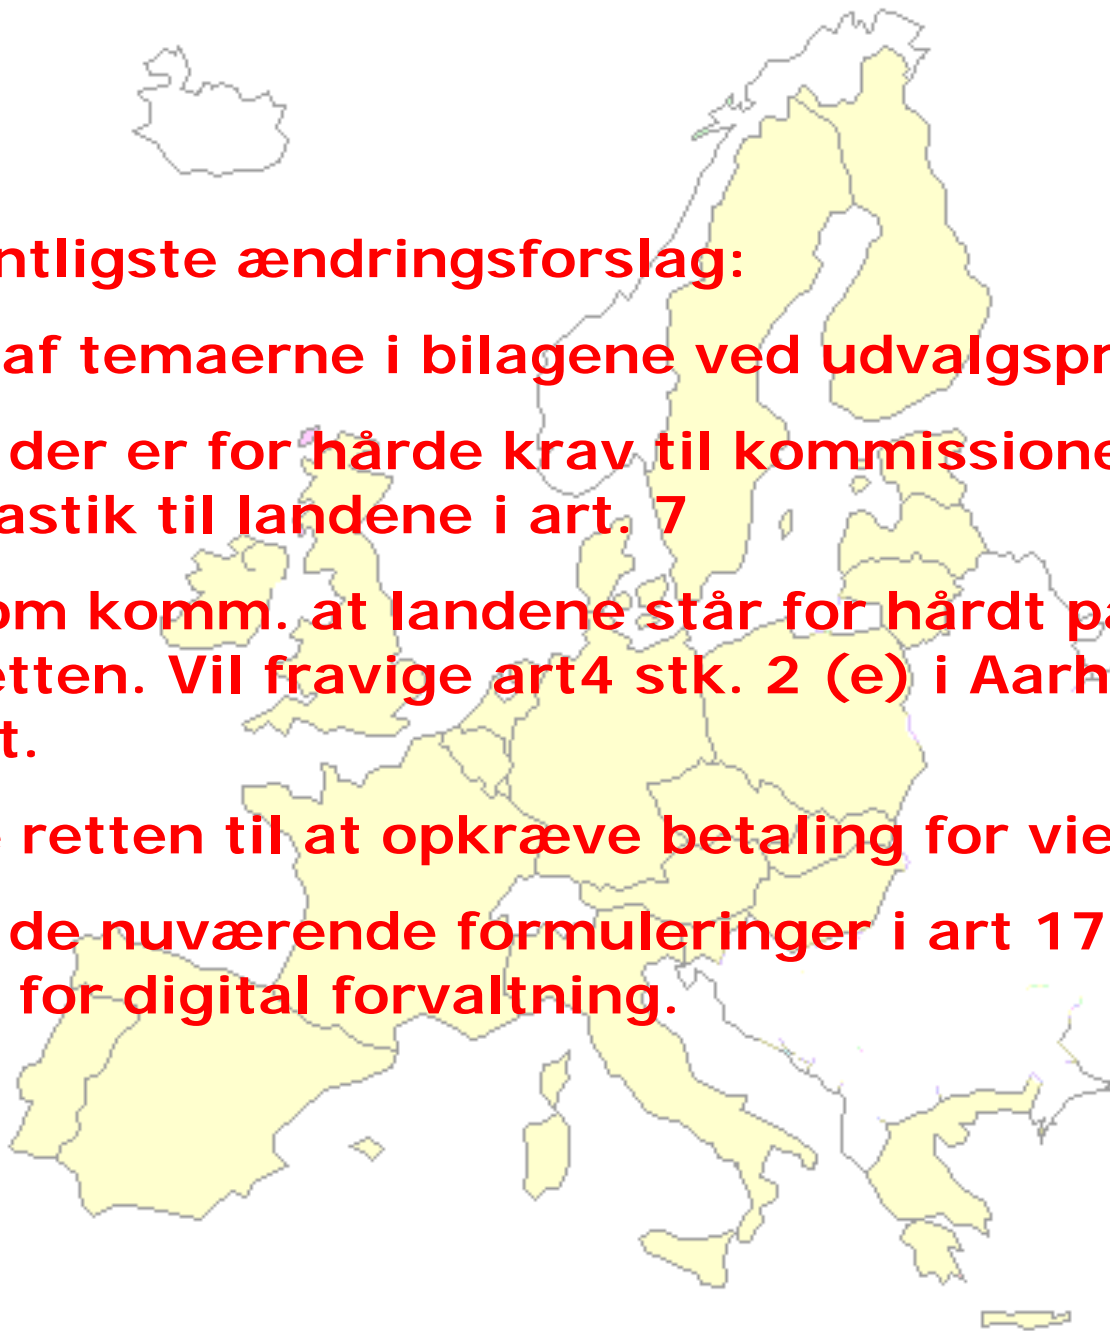 ntligste ændringsforslag:
af temaerne i bilagene ved udvalgspr
der er for hårde krav til kommissione
astik til landene i art. 7
om komm. at landene står for hårdt på
etten. Vil fravige art4 stk. 2 (e) i Aarh
t.
retten til at opkræve betaling for vie
de nuværende formuleringer i art 17
for digital forvaltning.